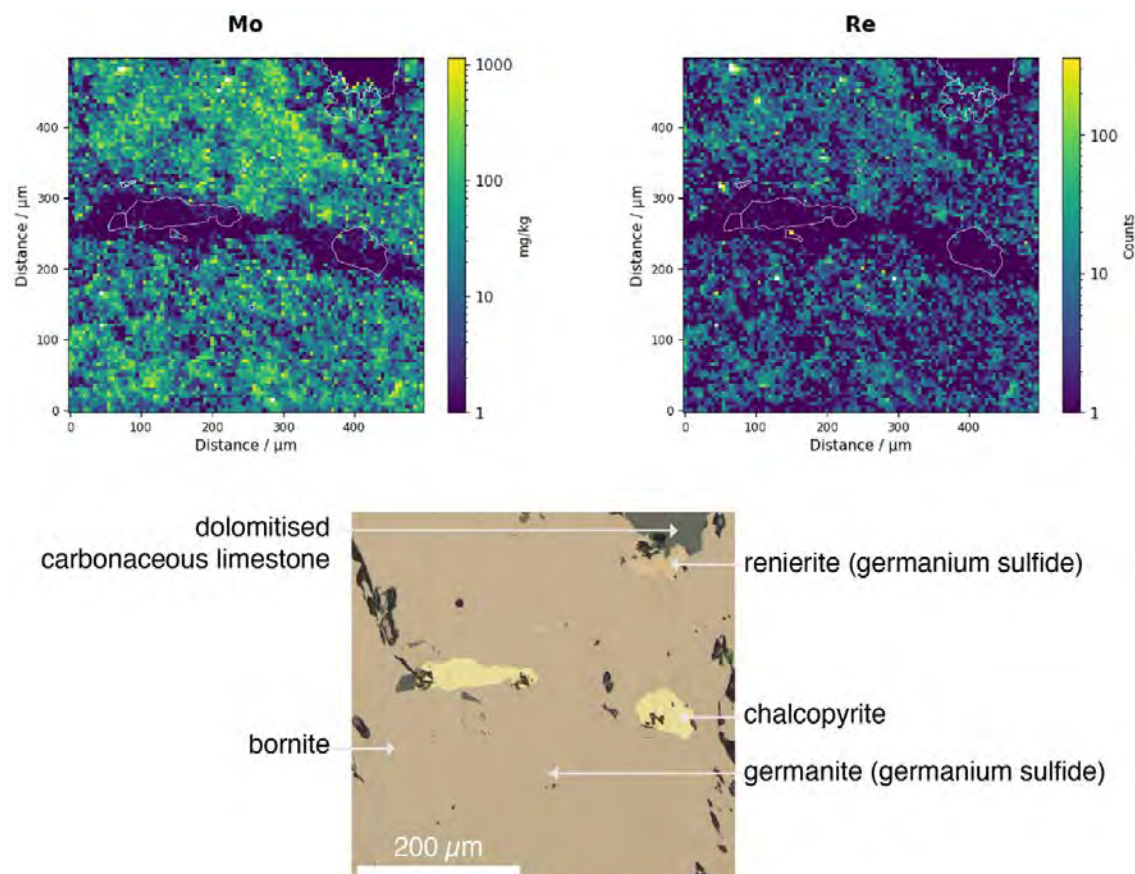 Mo
Re
400
300
200
100
0
Distance / µm
0
100
200
300
400
Distance / µm
1000
100
10
1
mg/kg
400
300
200
100
0
Distance / µm
0
100
200
300
400
Distance / µm
100
10
1
Counts
dolomitised
carbonaceous limestone
renierite (germanium sulfide)
chalcopyrite
bornite
germanite (germanium sulfide)
200 µm